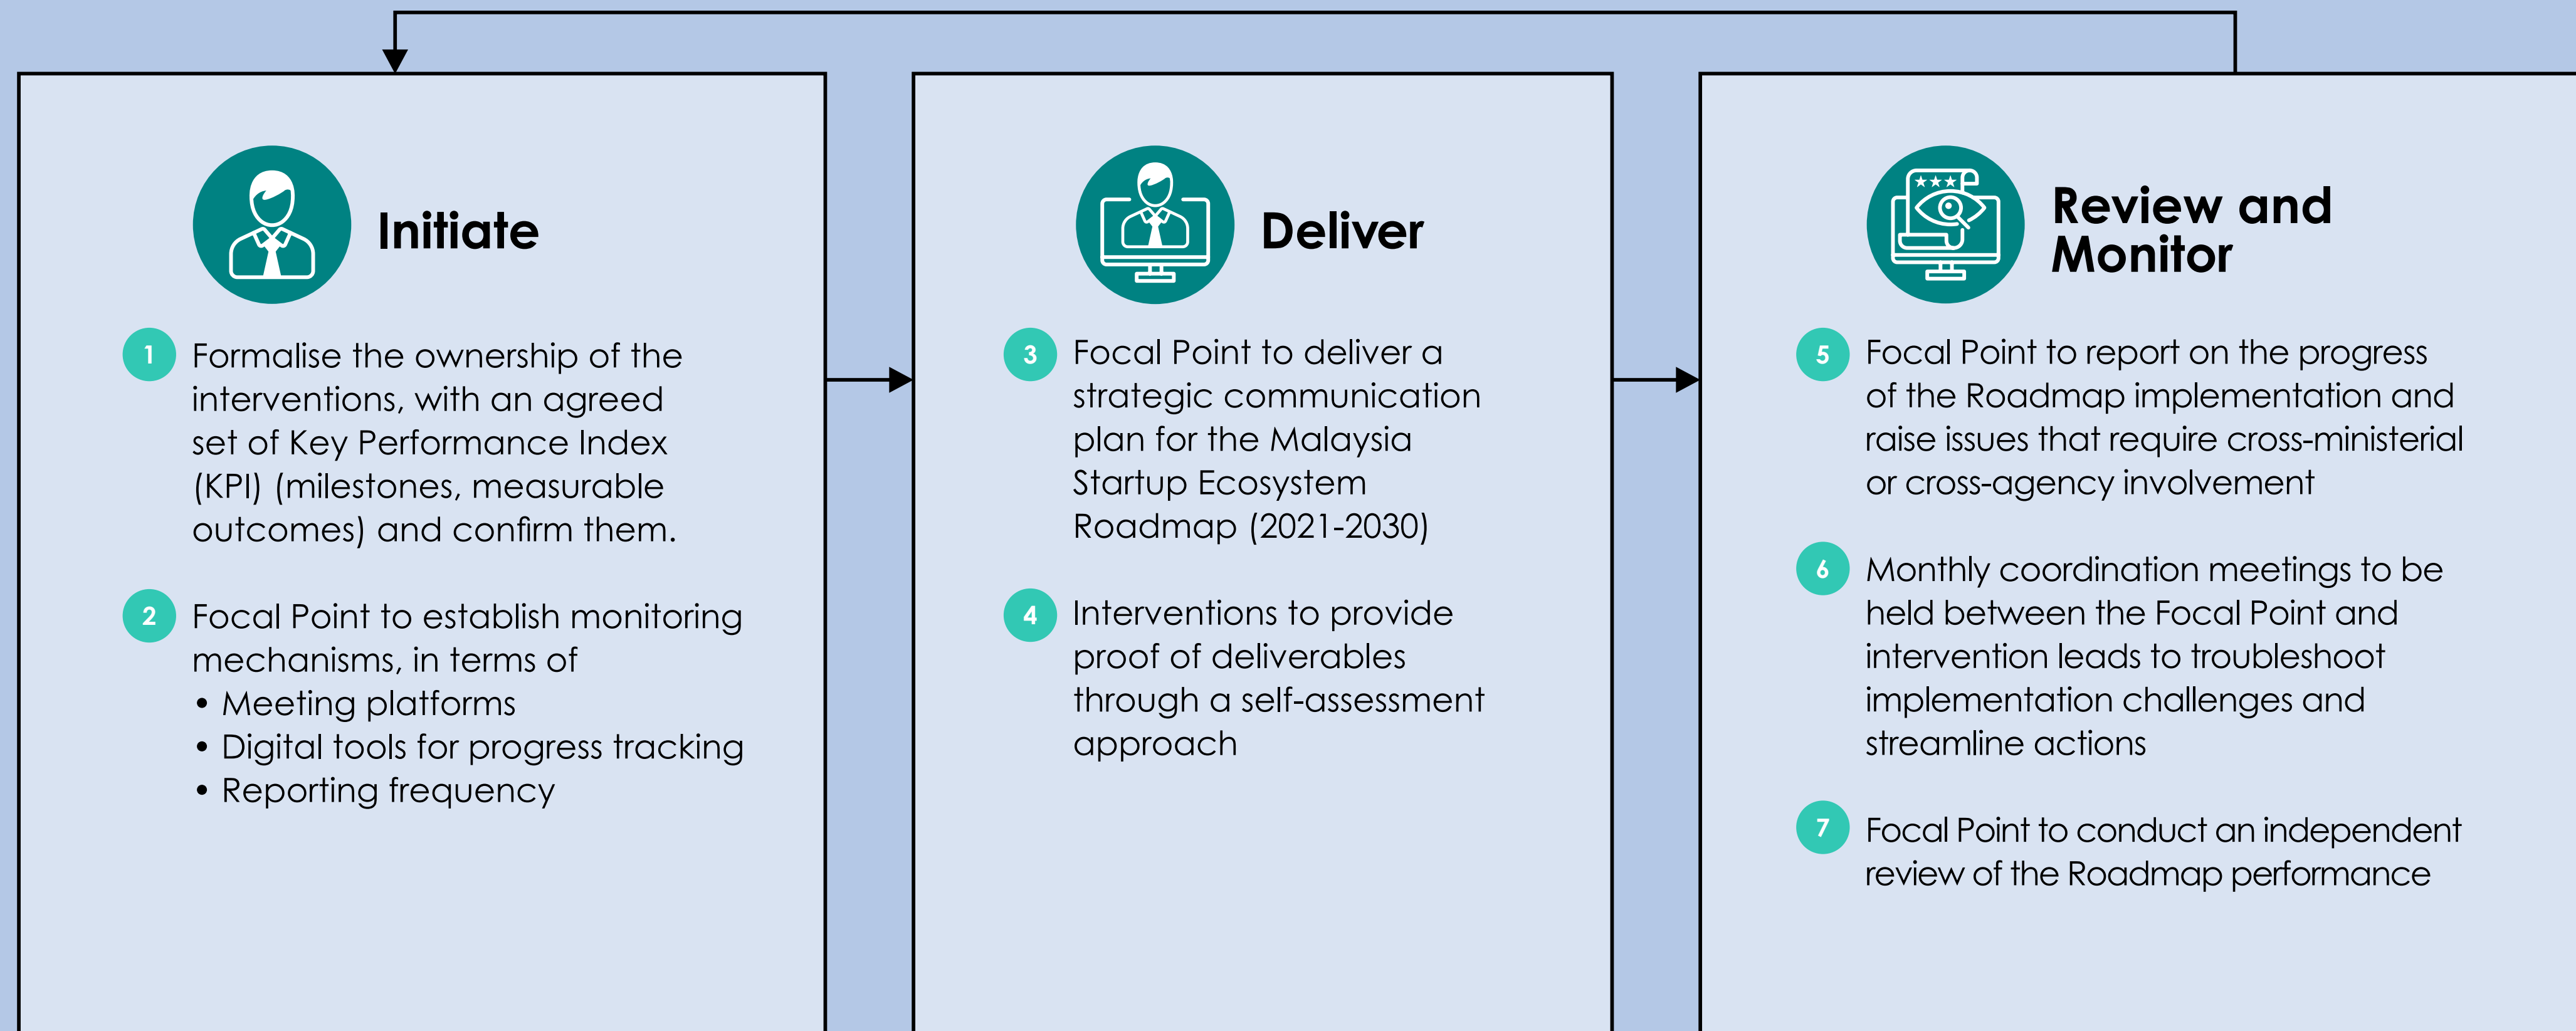 Initiate
1
Formalise the ownership of the
interventions, with an agreed
set of Key Performance Index
(KPI) (milestones, measurable
outcomes) and confirm them.
2
Focal Point to establish monitoring
mechanisms, in terms of
• Meeting platforms
• Digital tools for progress tracking
• Reporting frequency
Deliver
3
Focal Point to deliver a
strategic communication
plan for the Malaysia
Startup Ecosystem
Roadmap (2021-2030)
4
Interventions to provide
proof of deliverables
through a self-assessment
approach
Review and
Monitor
5
Focal Point to report on the progress
of the Roadmap implementation and
raise issues that require cross-ministerial
or cross-agency involvement
6
Monthly coordination meetings to be
held between the Focal Point and
intervention leads to troubleshoot
implementation challenges and
streamline actions
7
Focal Point to conduct an independent
review of the Roadmap performance